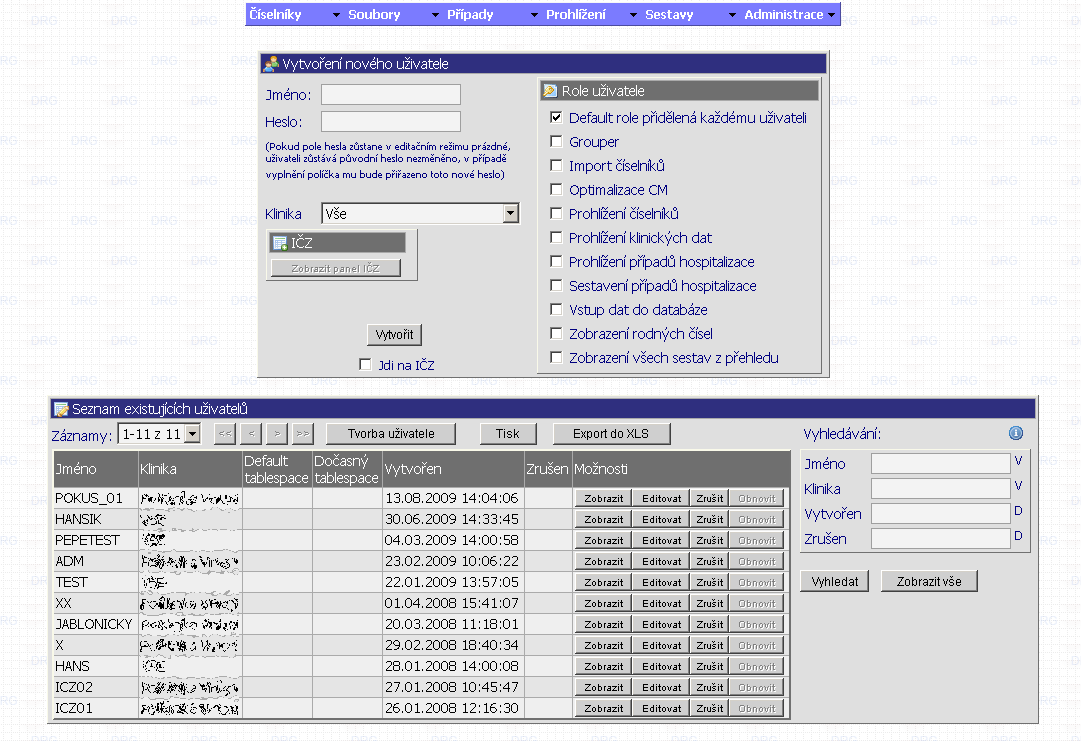 Číselníky Soubory Případy Prohlížení Sestavy Administrace
Vytvoření nového uživatele
Jméno:
Heslo:
(Pokud pole hesla zůstane v editačním režimu prázdné,
uživateli zůstává původní heslo nezměněno, v případě
vyplnění políčka mu bude přiřazeno toto nové heslo)
Klinika Vše
IČZ
Zobrazit panel IČZ
Vytvořit
Jdi na IČZ
Role uživatele
Default role přidělená každému uživateli
Grouper
Import číselníků
Optimalizace CM
Prohlížení číselníků
Prohlížení klinických dat
Prohlížení případů hospitalizace
Sestavení případů hospitalizace
Vstup dat do databáze
Zobrazení rodných čísel
Zobrazení všech sestav z přehledu
Seznam existujících uživatelů
Záznamy: 1-11 z 11 << < > >> Tvorba uživatele Tisk Export do XLS
Jméno Klinika Default tablespace Dočasný tablespace Vytvořen Zrušen Možnosti
POKUS_01 13.08.2009 14:04:06 Zobrazit Editovat Zrušit Obnovit
HANSIK 30.06.2009 14:33:45 Zobrazit Editovat Zrušit Obnovit
PEPETEST 04.03.2009 14:00:58 Zobrazit Editovat Zrušit Obnovit
ADM 23.02.2009 10:06:22 Zobrazit Editovat Zrušit Obnovit
TEST 22.01.2009 13:57:05 Zobrazit Editovat Zrušit Obnovit
XX 01.04.2008 15:41:07 Zobrazit Editovat Zrušit Obnovit
JABLONICKY 20.03.2008 11:18:01 Zobrazit Editovat Zrušit Obnovit
X 29.02.2008 18:40:34 Zobrazit Editovat Zrušit Obnovit
HANS 28.01.2008 14:00:08 Zobrazit Editovat Zrušit Obnovit
ICZ02 27.01.2008 10:45:47 Zobrazit Editovat Zrušit Obnovit
ICZ01 26.01.2008 12:16:30 Zobrazit Editovat Zrušit Obnovit
Vyhledávání:
Jméno V
Klinika V
Vytvořen D
Zrušen D
Vyhledat Zobrazit vše